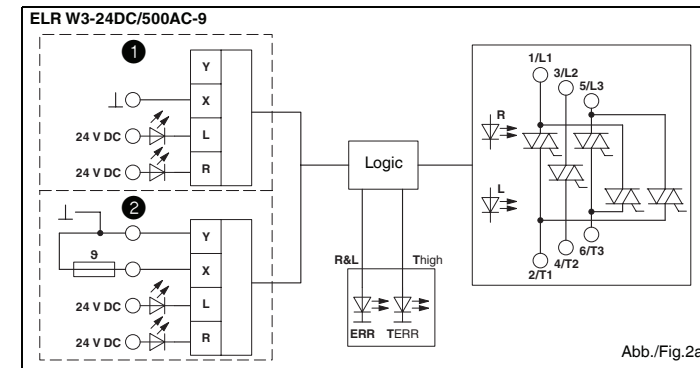 ELR W3-24DC/500AC-9
1
Y
X
24 V DC L
24 V DC R
2
Y
ϑ
X
24 V DC L
24 V DC R
Logic
R&L Thigh
ERR TERR
1/L1
3/L2
5/L3
R
L
2/T1
4/T2
6/T3
Abb./Fig.2a